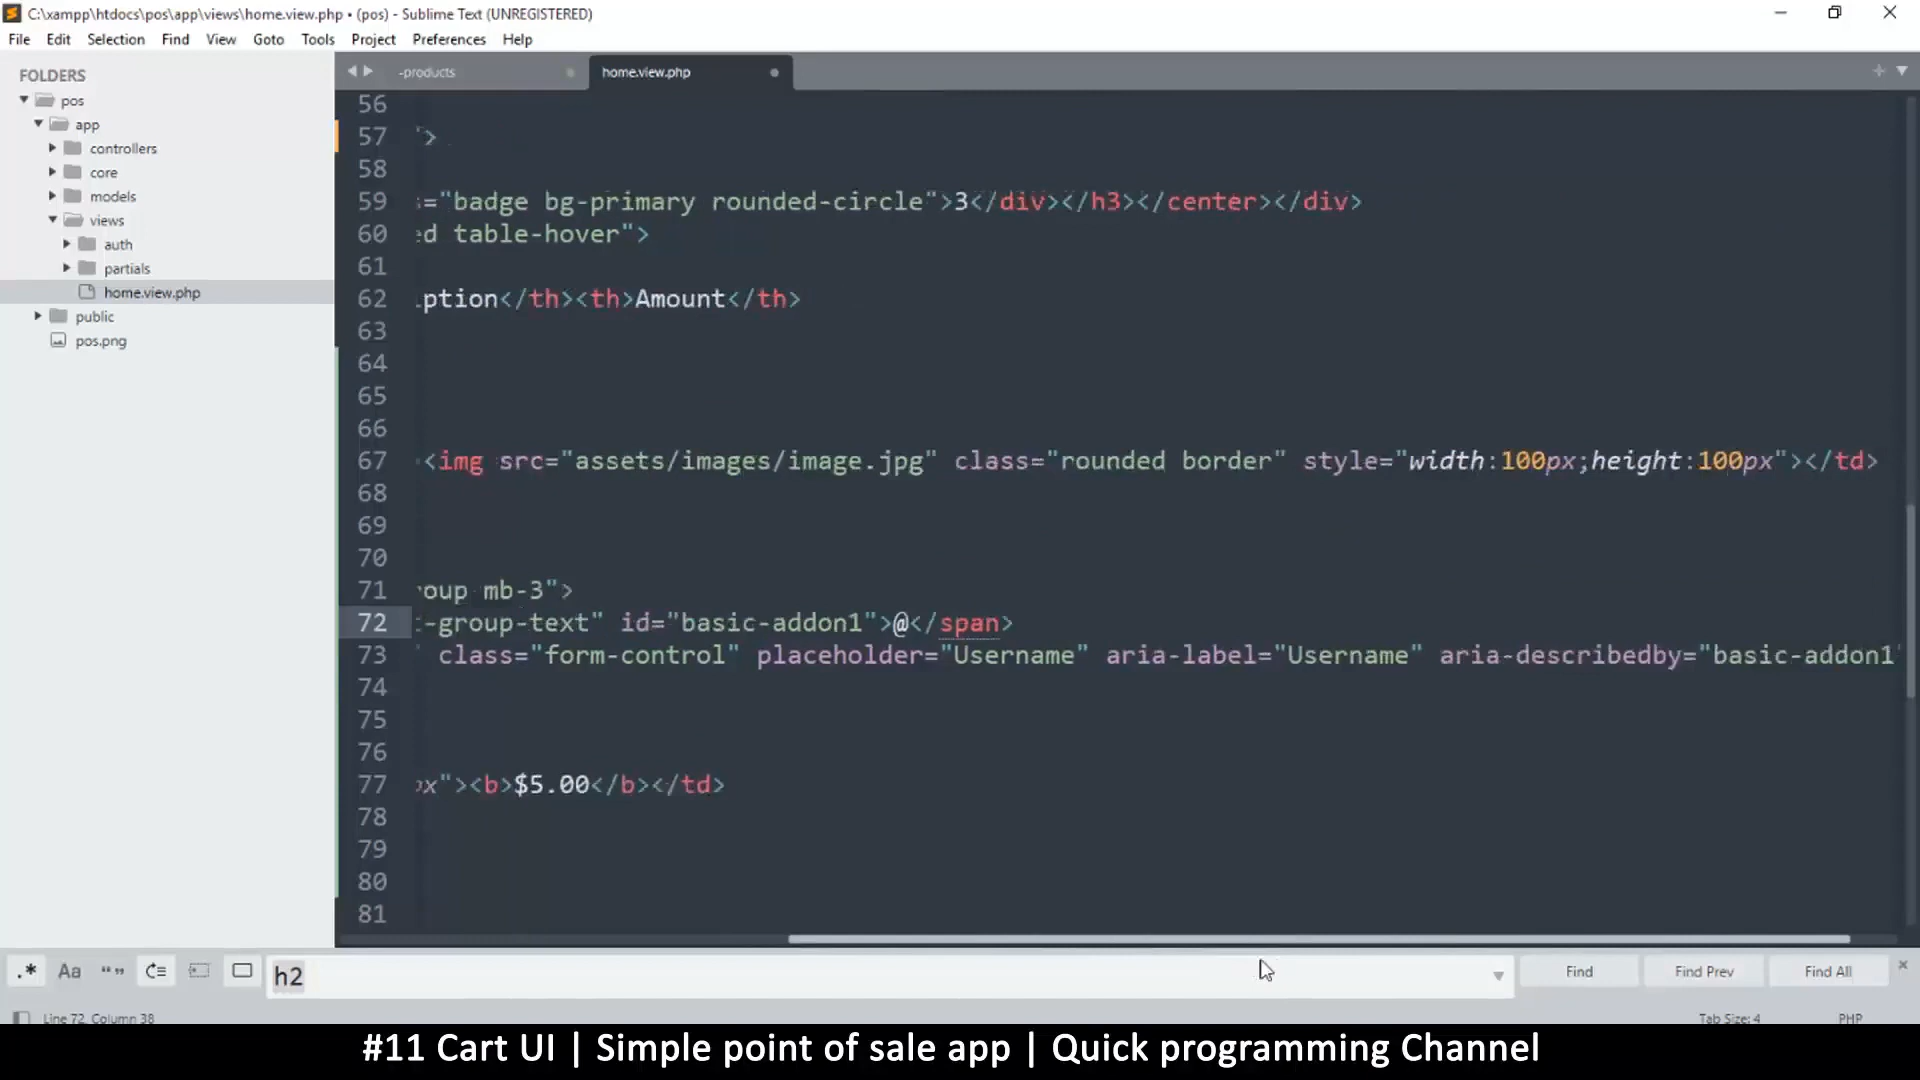 C:\xampp\htdocs\pos\app\views\home.view.php • (pos) - Sublime Text (UNREGISTERED)
File Edit Selection Find View Goto Tools Project Preferences Help
FOLDERS
pos
app
controllers
core
models
views
auth
partials
home.view.php
public
pos.png
-products
home.view.php
56
57 ">
58
59 ="badge bg-primary rounded-circle">3</div></h3></center></div>
60 ed table-hover">
61
62 ption</th><th>Amount</th>
63
64
65
66
67 <img src="assets/images/image.jpg" class="rounded border" style="width:100px;height:100px"></td>
68
69
70
71 oup mb-3">
72 -group-text" id="basic-addon1">@</span>
73 " class="form-control" placeholder="Username" aria-label="Username" aria-describedby="basic-addon1"
74
75
76
77 px"><b>$5.00</b></td>
78
79
80
81
.* Aa “” h2 Find Find Prev Find All
Line 72, Column 38 Tab Size: 4 PHP
#11 Cart UI | Simple point of sale app | Quick programming Channel